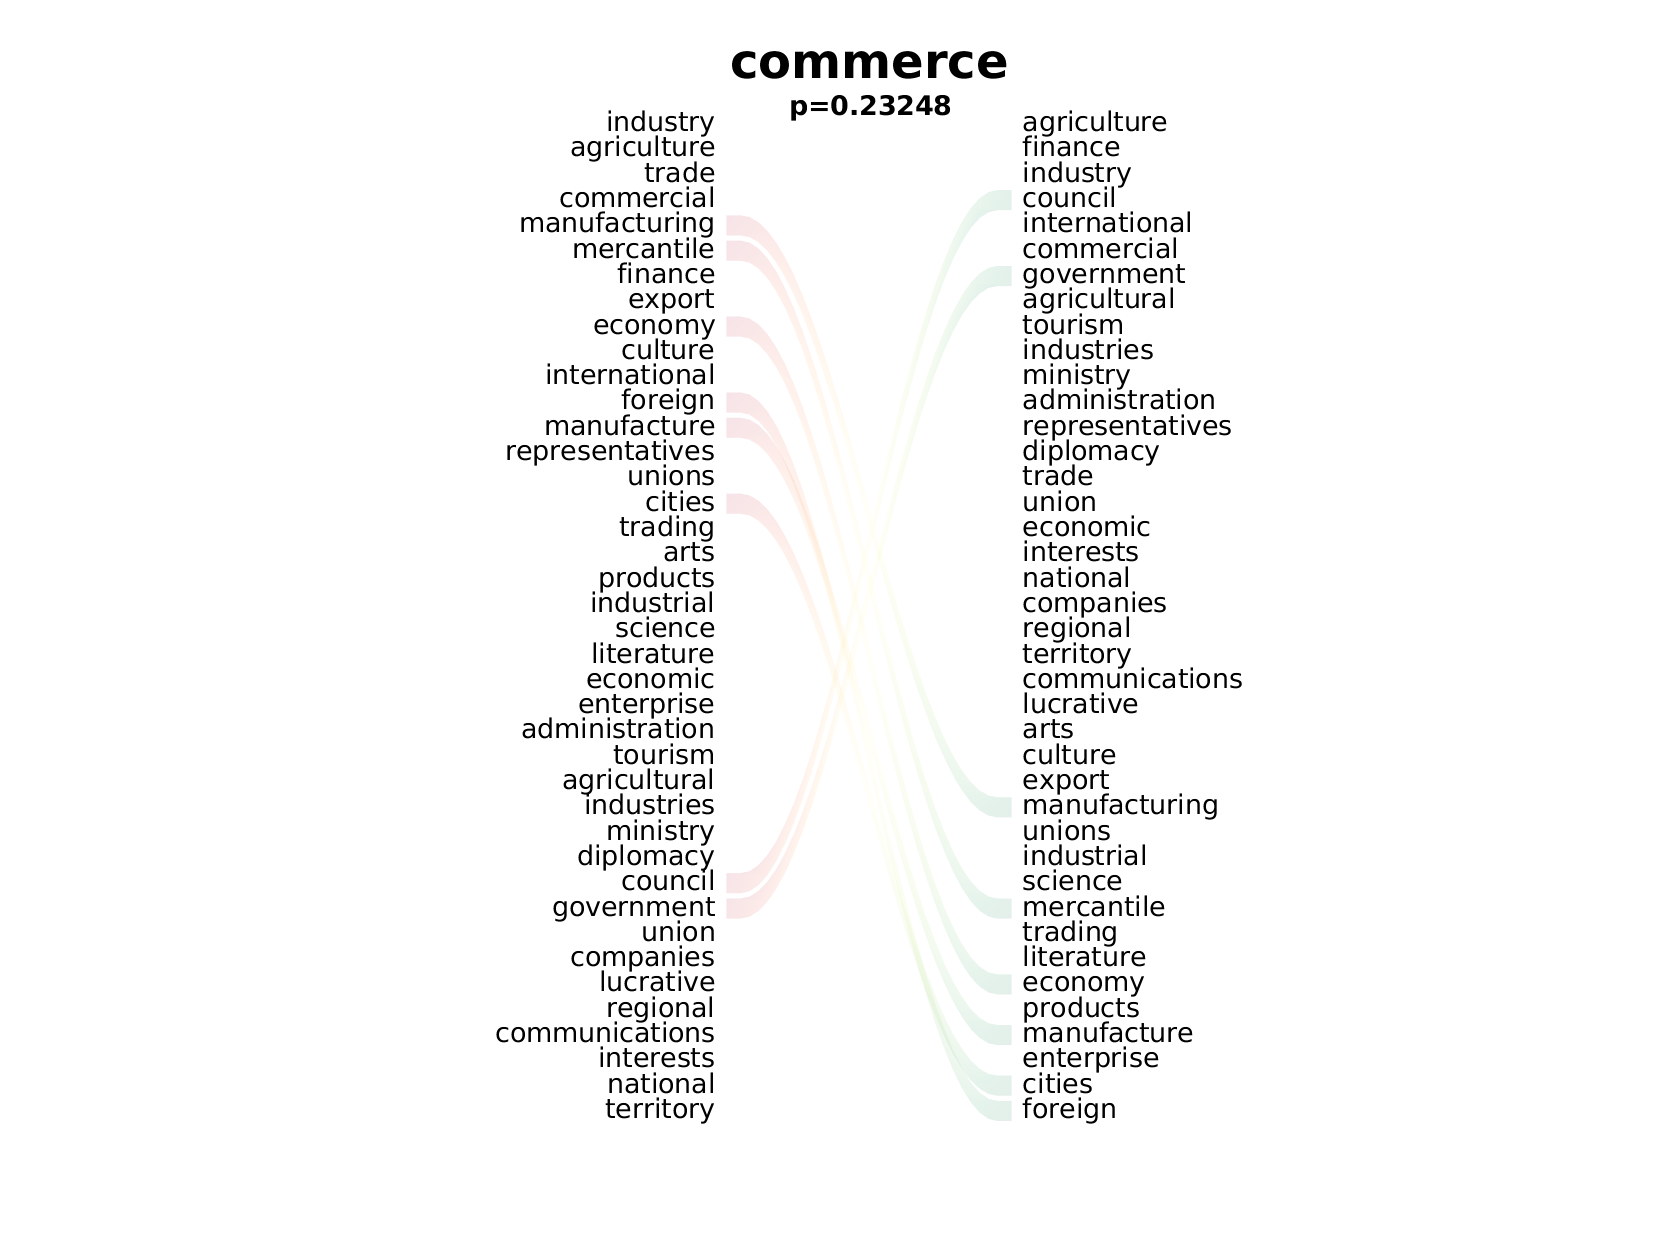 commerce
p=0.23248
industry
agriculture
trade
commercial
manufacturing
mercantile
finance
export
economy
culture
international
foreign
manufacture
representatives
unions
cities
trading
arts
products
industrial
science
literature
economic
enterprise
administration
tourism
agricultural
industries
ministry
diplomacy
council
government
union
companies
lucrative
regional
communications
interests
national
territory
agriculture
finance
industry
council
international
commercial
government
agricultural
tourism
industries
ministry
administration
representatives
diplomacy
trade
union
economic
interests
national
companies
regional
territory
communications
lucrative
arts
culture
export
manufacturing
unions
industrial
science
mercantile
trading
literature
economy
products
manufacture
enterprise
cities
foreign